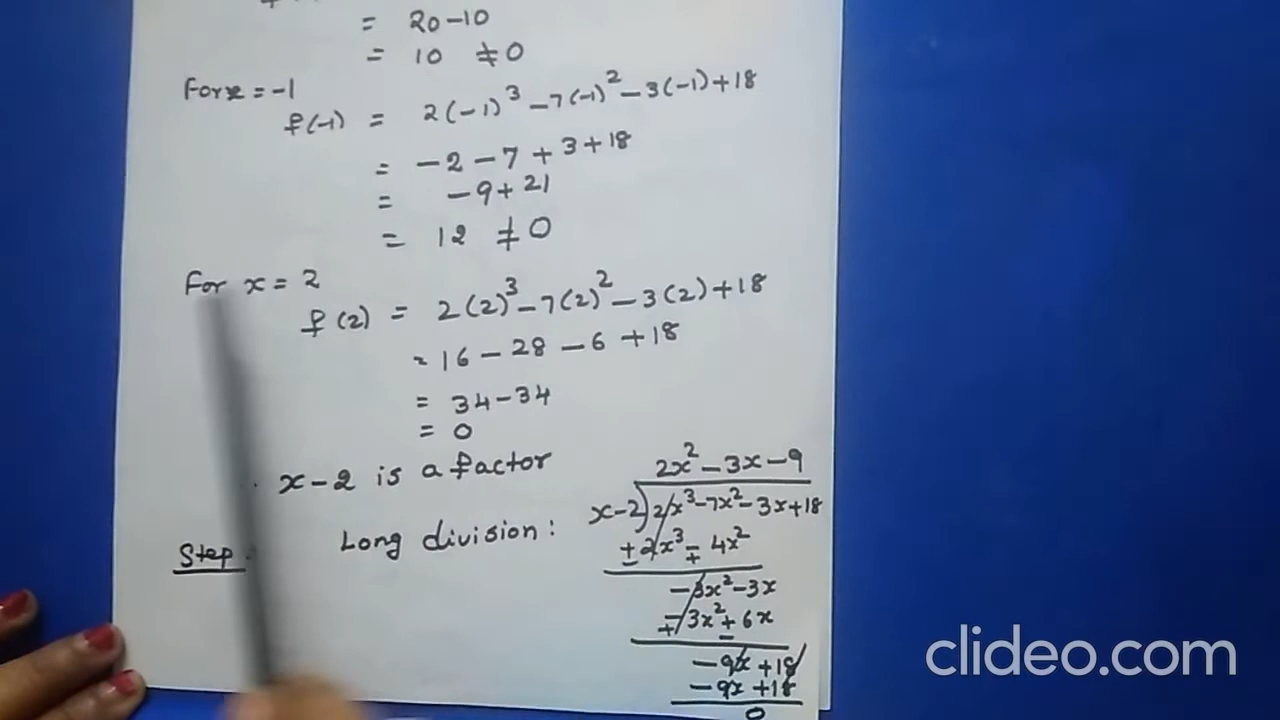 = 20-10
= 10 ≠0
For x = -1
f(-1) = 2(-1)³ -7(-1)² -3(-1)+18
= -2 -7 +3+18
= -9+21
= 12 ≠0
For x = 2
f(2) = 2(2)³-7(2)² -3(2)+18
= 16 - 28 - 6 +18
= 34-34
= 0
x-2 is a factor
Step
Long division:
2x² -3x -9
x-2)2x³-7x²-3x+18
2x³ - 4x²
-3x²-3x
-3x²+6x
-9x +18
-9x +18
0
clideo.com